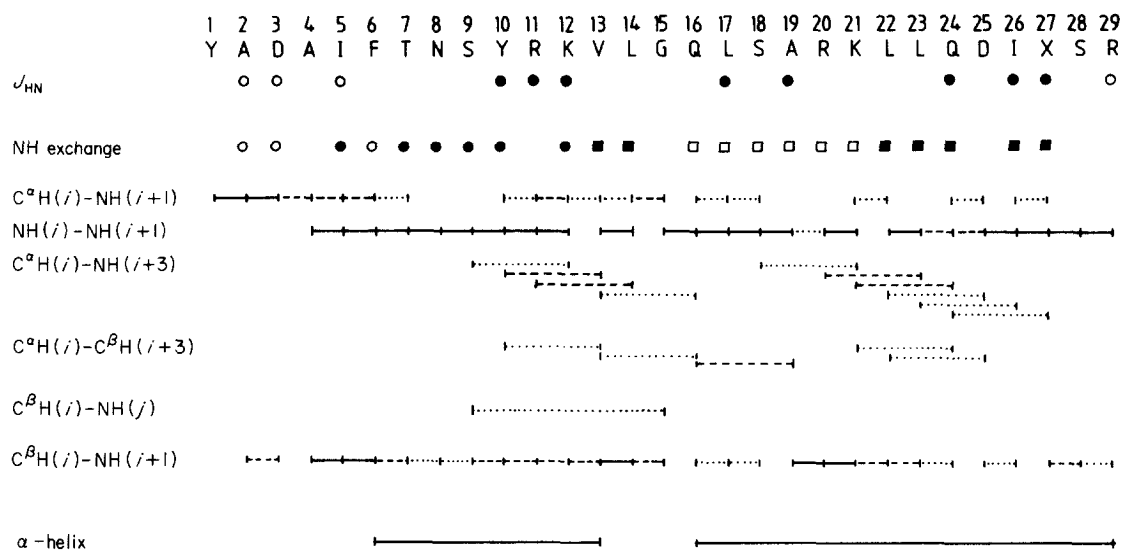 1 2 3 4 5 6 7 8 9 10 11 12 13 14 15 16 17 18 19 20 21 22 23 24 25 26 27 28 29
Y A D A I F T N S Y R K V L G Q L S A R K L L Q D I X S R
JHN
NH exchange
CαH(i)-NH(i+1)
NH(i)-NH(i+1)
CαH(i)-NH(i+3)
CαH(i)-CβH(i+3)
CβH(i)-NH(j)
CβH(i)-NH(i+1)
α-helix